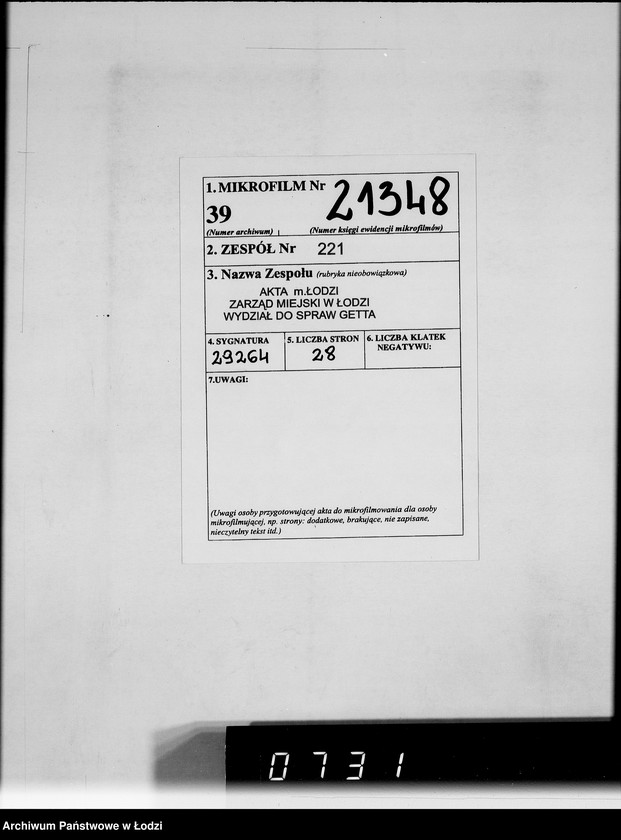 1. MIKROFILM Nr 21348
39
(Numer archiwum) (Numer księgi ewidencji mikrofilmów)
2. ZESPÓŁ Nr 221
3. Nazwa Zespołu (rubryka nieobowiązkowa)
AKTA m.ŁODZI
ZARZĄD MIEJSKI W ŁODZI
WYDZIAŁ DO SPRAW GETTA
4. SYGNATURA 5. LICZBA STRON 6. LICZBA KLATEK
NEGATYWU:
29264 28
7.UWAGI:
(Uwagi osoby przygotowującej akta do mikrofilmowania dla osoby
mikrofilmującej, np. strony: dodatkowe, brakujące, nie zapisane,
nieczytelny tekst itd.)
0731
Archiwum Państwowe w Łodzi